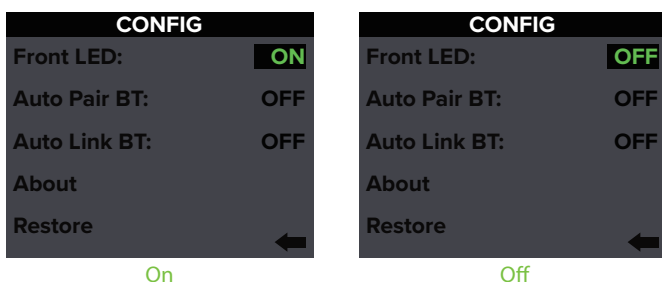 CONFIG
Front LED: ON
Auto Pair BT: OFF
Auto Link BT: OFF
About
Restore
On
CONFIG
Front LED: OFF
Auto Pair BT: OFF
Auto Link BT: OFF
About
Restore
Off